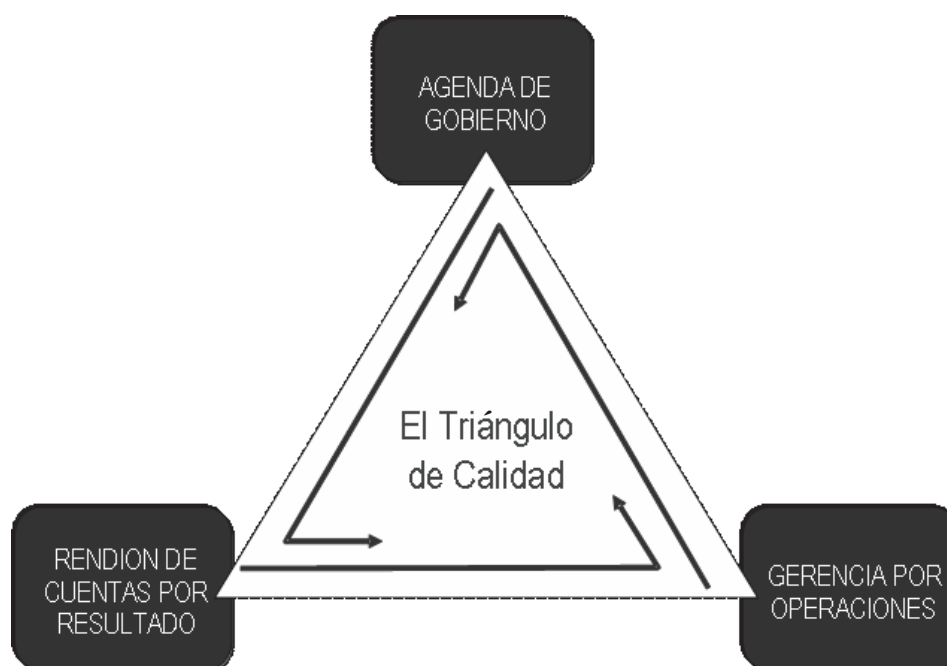 AGENDA DE
GOBIERNO
El Triángulo
de Calidad
RENDION DE
CUENTAS POR
RESULTADO
GERENCIA POR
OPERACIONES